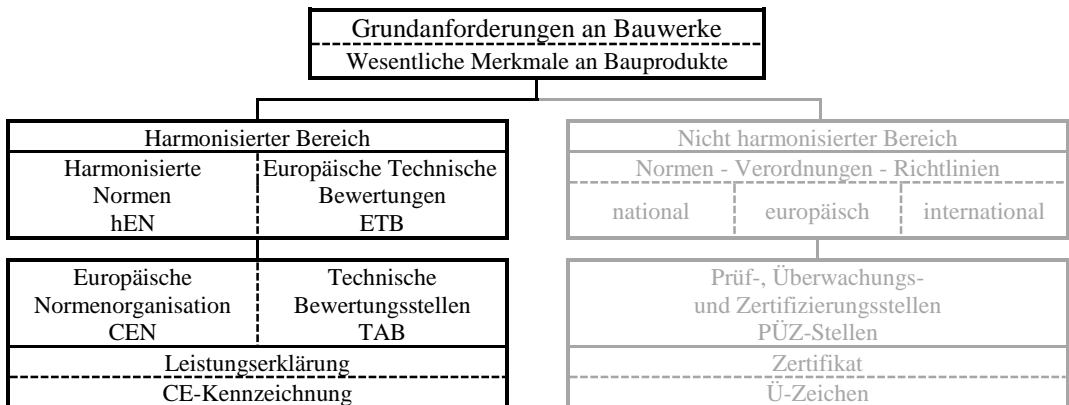 Grundanforderungen an Bauwerke
Wesentliche Merkmale an Bauprodukte
Harmonisierter Bereich
Harmonisierte
Normen
hEN
Europäische Technische
Bewertungen
ETB
Europäische
Normenorganisation
CEN
Technische
Bewertungsstellen
TAB
Leistungserklärung
CE-Kennzeichnung
Nicht harmonisierter Bereich
Normen - Verordnungen - Richtlinien
national
europäisch
international
Prüf-, Überwachungs-
und Zertifizierungsstellen
PÜZ-Stellen
Zertifikat
Ü-Zeichen